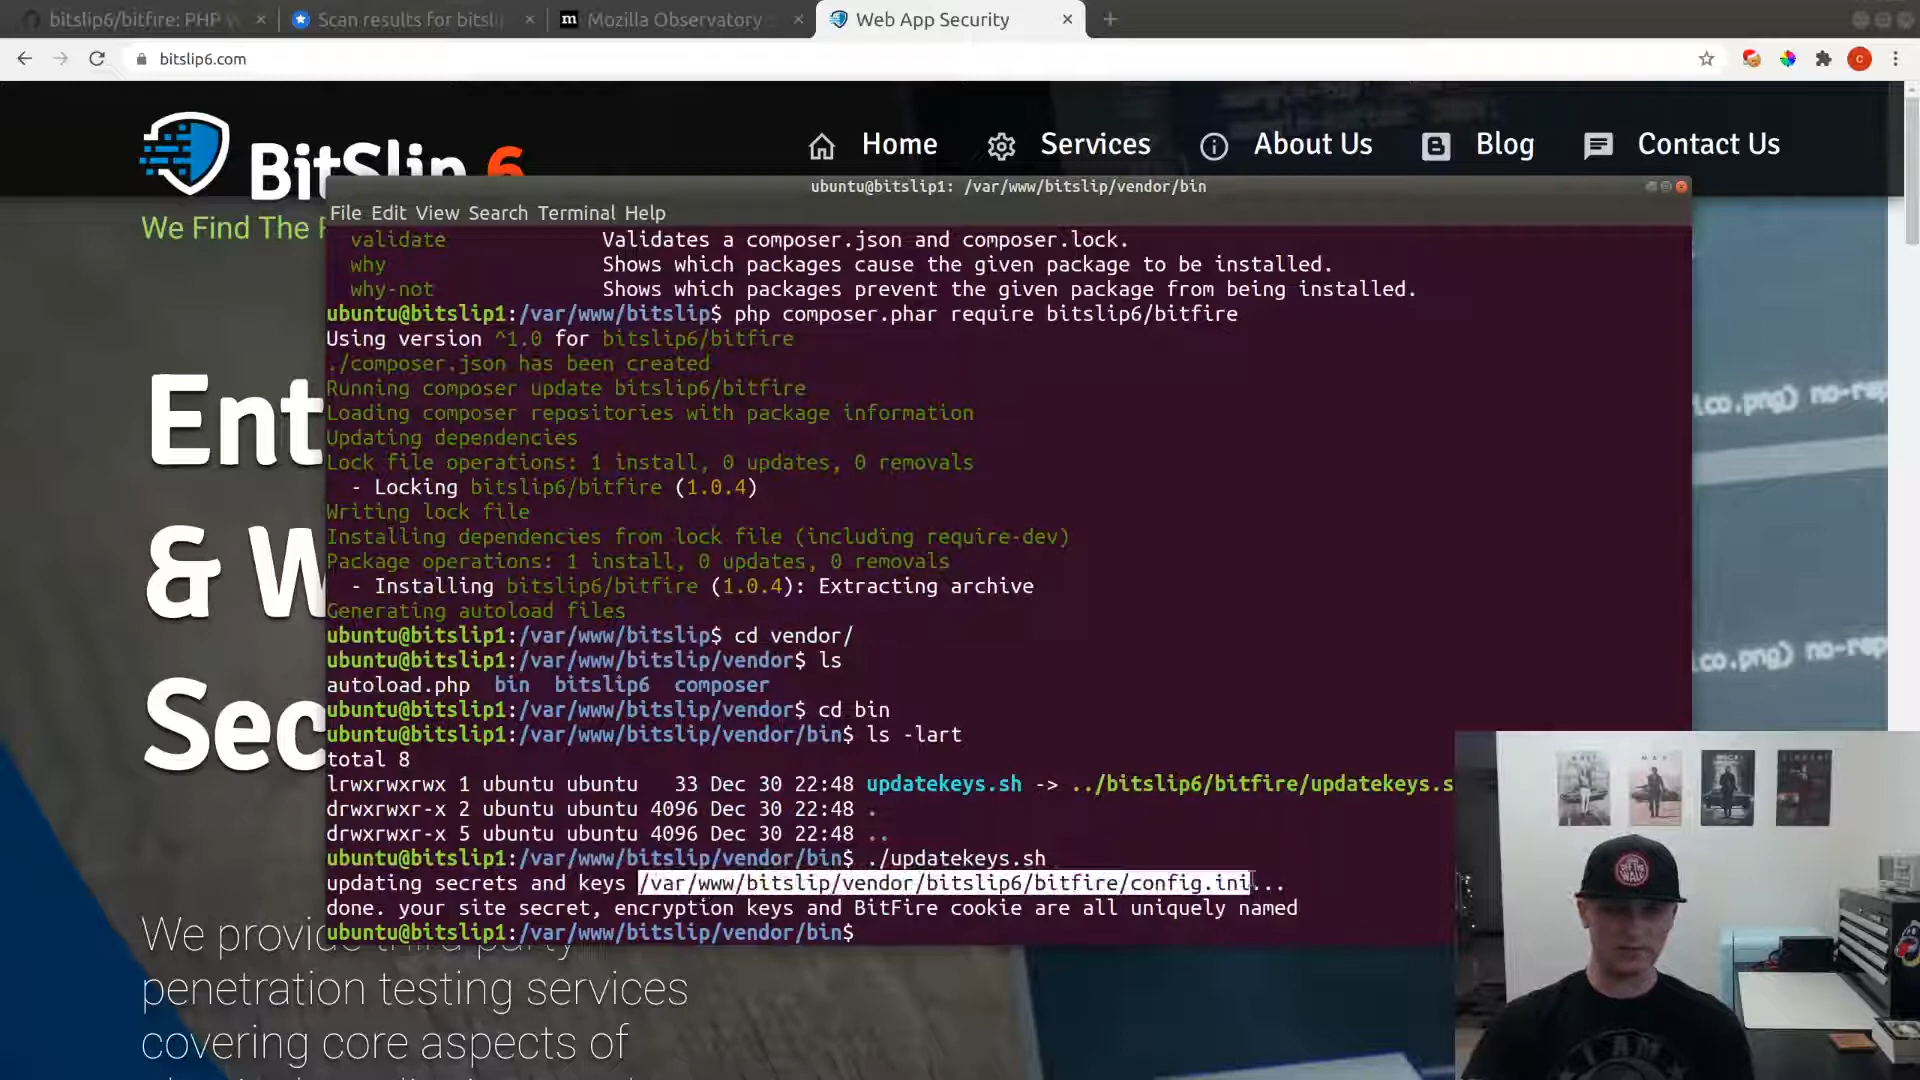 bitslip6/bitfire: PHP
Scan results for bitsli
Mozilla Observatory
Web App Security
bitslip6.com
BitSlip 6
We Find The
Home
Services
About Us
Blog
Contact Us
ubuntu@bitslip1: /var/www/bitslip/vendor/bin
File Edit View Search Terminal Help
validate Validates a composer.json and composer.lock.
why Shows which packages cause the given package to be installed.
why-not Shows which packages prevent the given package from being installed.
ubuntu@bitslip1:/var/www/bitslip$ php composer.phar require bitslip6/bitfire
Using version ^1.0 for bitslip6/bitfire
./composer.json has been created
Running composer update bitslip6/bitfire
Loading composer repositories with package information
Updating dependencies
Lock file operations: 1 install, 0 updates, 0 removals
- Locking bitslip6/bitfire (1.0.4)
Writing lock file
Installing dependencies from lock file (including require-dev)
Package operations: 1 install, 0 updates, 0 removals
- Installing bitslip6/bitfire (1.0.4): Extracting archive
Generating autoload files
ubuntu@bitslip1:/var/www/bitslip$ cd vendor/
ubuntu@bitslip1:/var/www/bitslip/vendor$ ls
autoload.php bin bitslip6 composer
ubuntu@bitslip1:/var/www/bitslip/vendor$ cd bin
ubuntu@bitslip1:/var/www/bitslip/vendor/bin$ ls -lart
total 8
lrwxrwxrwx 1 ubuntu ubuntu 33 Dec 30 22:48 updatekeys.sh -> ../bitslip6/bitfire/updatekeys.s
drwxrwxr-x 2 ubuntu ubuntu 4096 Dec 30 22:48 .
drwxrwxr-x 5 ubuntu ubuntu 4096 Dec 30 22:48 ..
ubuntu@bitslip1:/var/www/bitslip/vendor/bin$ ./updatekeys.sh
updating secrets and keys /var/www/bitslip/vendor/bitslip6/bitfire/config.ini...
done. your site secret, encryption keys and BitFire cookie are all uniquely named
ubuntu@bitslip1:/var/www/bitslip/vendor/bin$
Ent
& W
Sec
ico.png) no-rep
ico.png) no-rep
We provide third party
penetration testing services
covering core aspects of